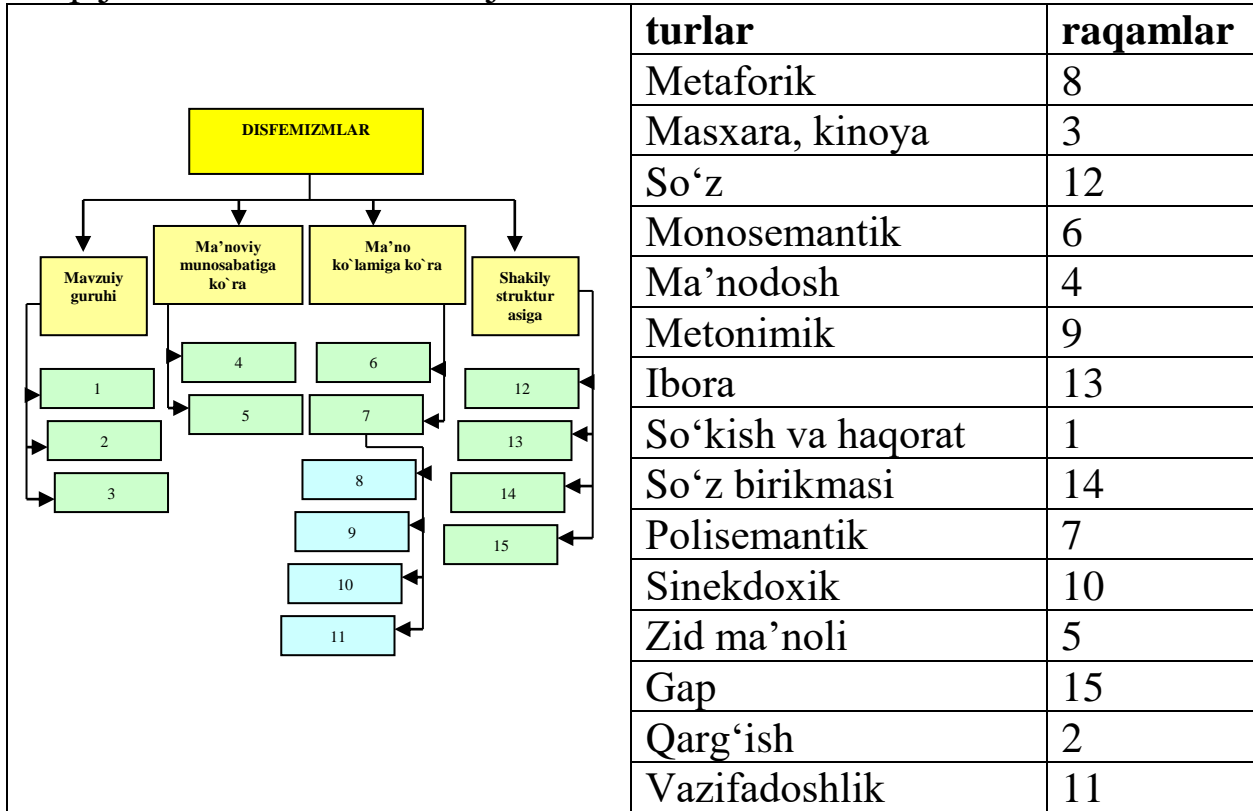 DISFEMIZMLAR
Mavzuiy
guruhi
Ma’noviy
munosabatiga
ko`ra
Ma’no
ko`lamiga ko`ra
Shakliy
struktur
asiga
1
2
3
4
5
6
7
8
9
10
11
12
13
14
15
turlar raqamlar
Metaforik 8
Masxara, kinoya 3
So‘z 12
Monosemantik 6
Ma’nodosh 4
Metonimik 9
Ibora 13
So‘kish va haqorat 1
So‘z birikmasi 14
Polisemantik 7
Sinekdoxik 10
Zid ma’noli 5
Gap 15
Qarg‘ish 2
Vazifadoshlik 11